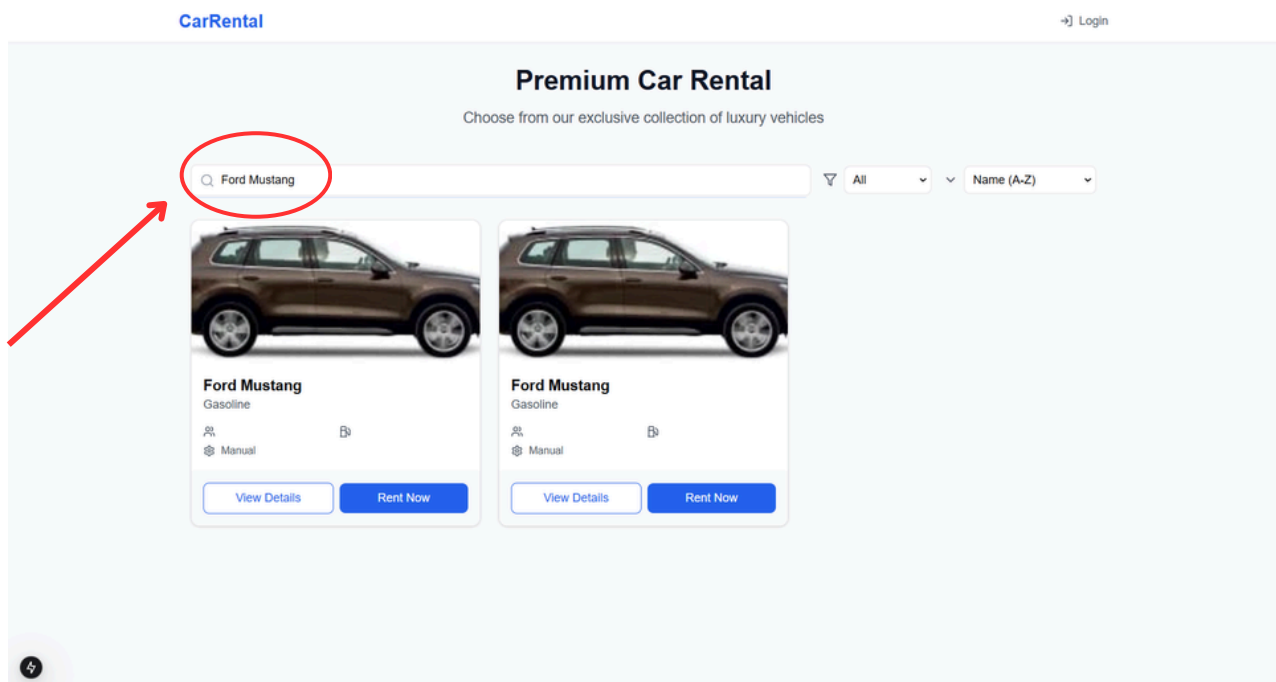 CarRental
Login
Premium Car Rental
Choose from our exclusive collection of luxury vehicles
Ford Mustang
All
Name (A-Z)
Ford Mustang
Gasoline
Manual
View Details
Rent Now
Ford Mustang
Gasoline
Manual
View Details
Rent Now